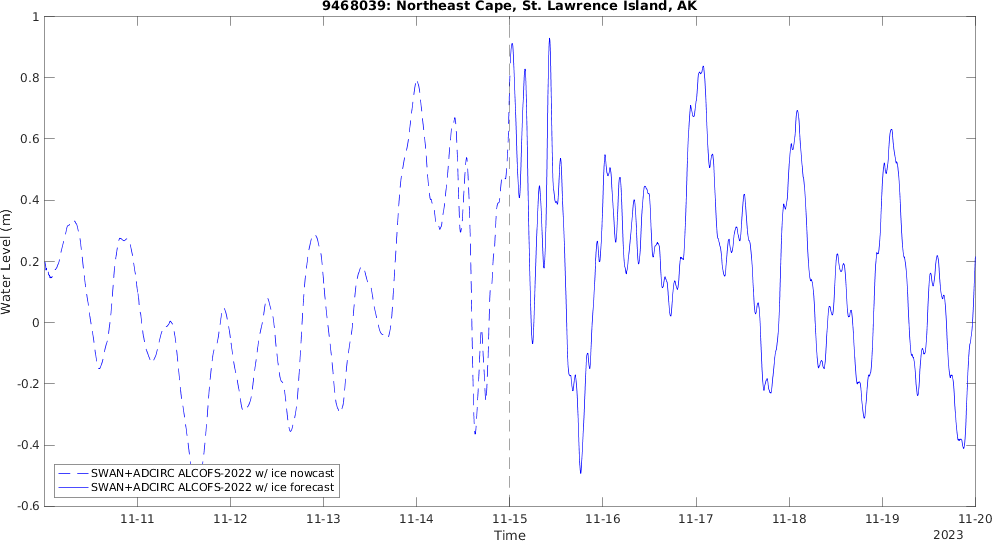 9468039: Northeast Cape, St. Lawrence Island, AK
1
0.8
0.6
0.4
0.2
0
-0.2
-0.4
-0.6
Water Level (m)
SWAN+ADCIRC ALCOFS-2022 w/ ice nowcast
SWAN+ADCIRC ALCOFS-2022 w/ ice forecast
11-11 11-12 11-13 11-14 11-15 11-16 11-17 11-18 11-19 11-20
Time
2023